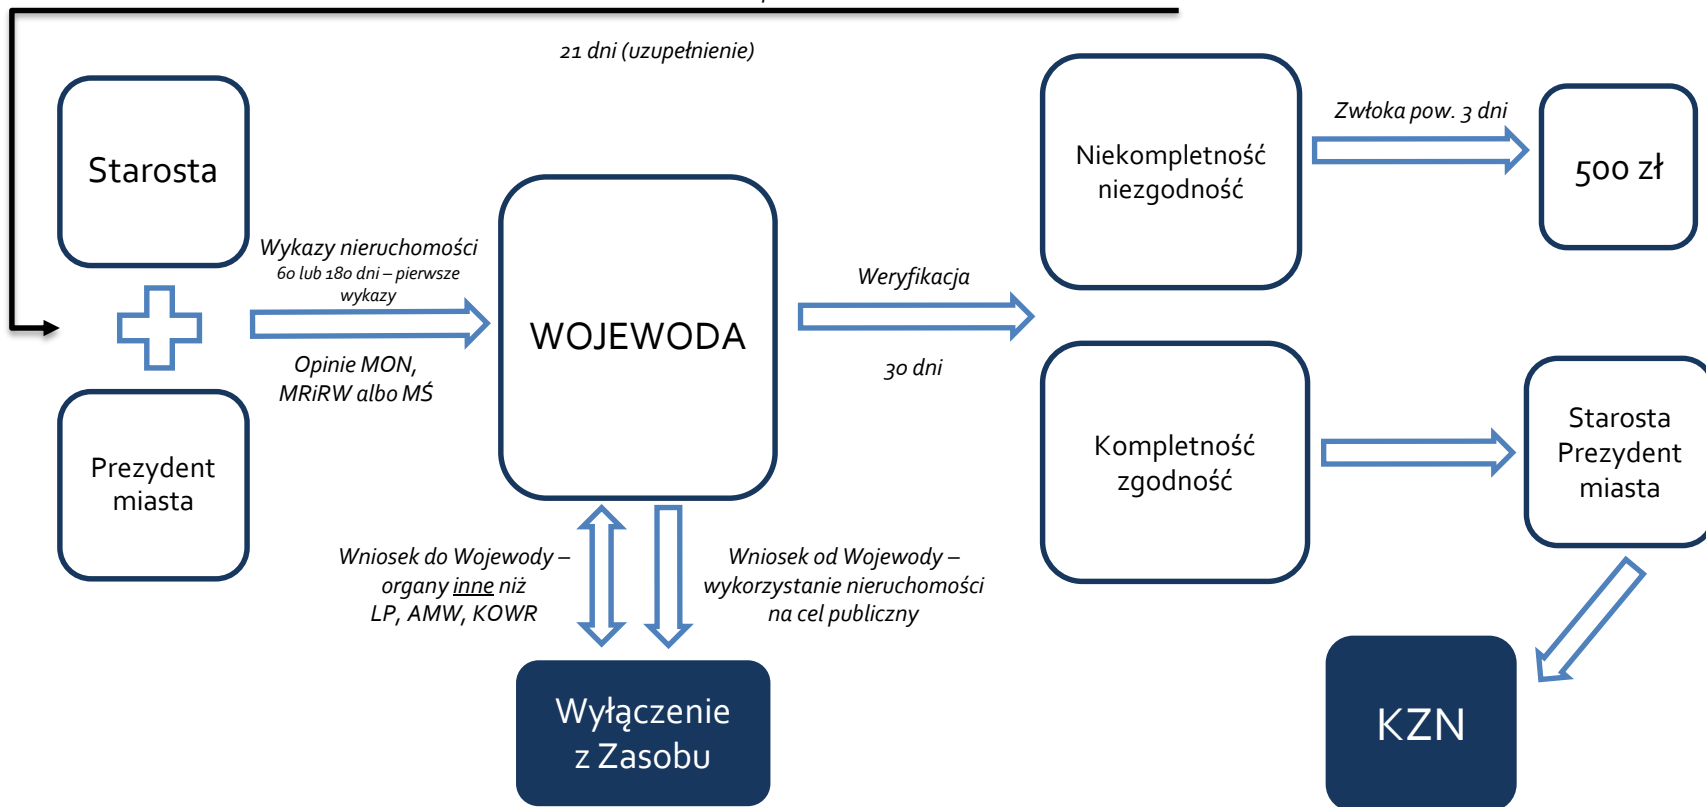 21 dni (uzupełnienie)
Starosta
Prezydent
miasta
Wykazy nieruchomości
60 lub 180 dni – pierwsze
wykazy
Opinie MON,
MRiRW albo MŚ
WOJEWODA
Weryfikacja
30 dni
Niekompletność
niezgodność
Zwłoka pow. 3 dni
500 zł
Kompletność
zgodność
Starosta
Prezydent
miasta
KZN
Wniosek do Wojewody –
organy inne niż
LP, AMW, KOWR
Wniosek od Wojewody –
wykorzystanie nieruchomości
na cel publiczny
Wyłączenie
z Zasobu